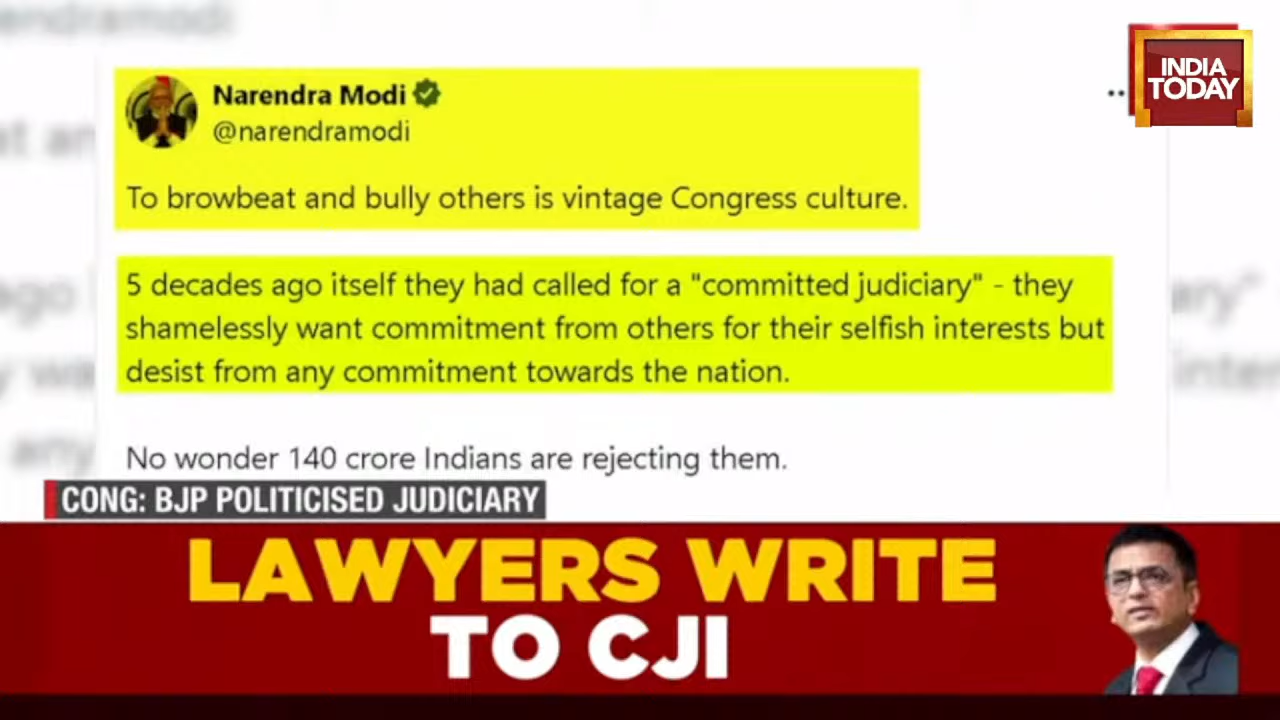 endramodi
INDIA
TODAY
Narendra Modi
@narendramodi
To browbeat and bully others is vintage Congress culture.
5 decades ago itself they had called for a "committed judiciary" - they
shamelessly want commitment from others for their selfish interests but
desist from any commitment towards the nation.
No wonder 140 crore Indians are rejecting them.
CONG: BJP POLITICISED JUDICIARY
LAWYERS WRITE
TO CJI